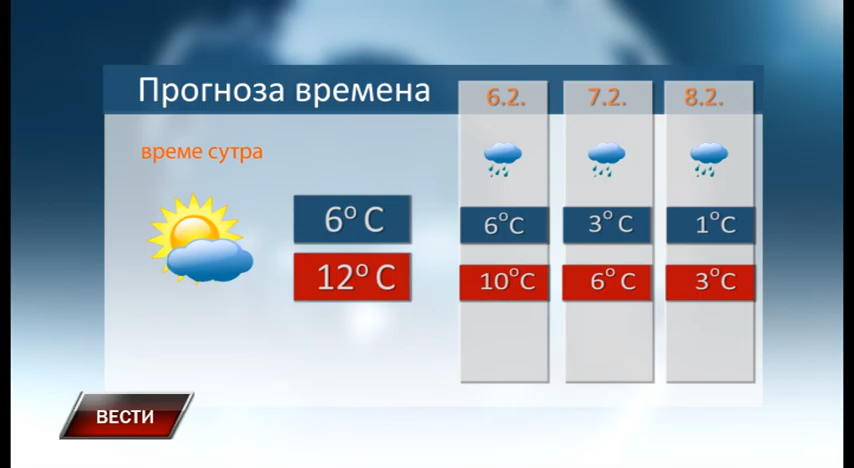 Прогноза времена
време сутра
6° C
12° C
6.2.
7.2.
8.2.
6°C
3° C
1°C
10°C
6° C
3°C
ВЕСТИ